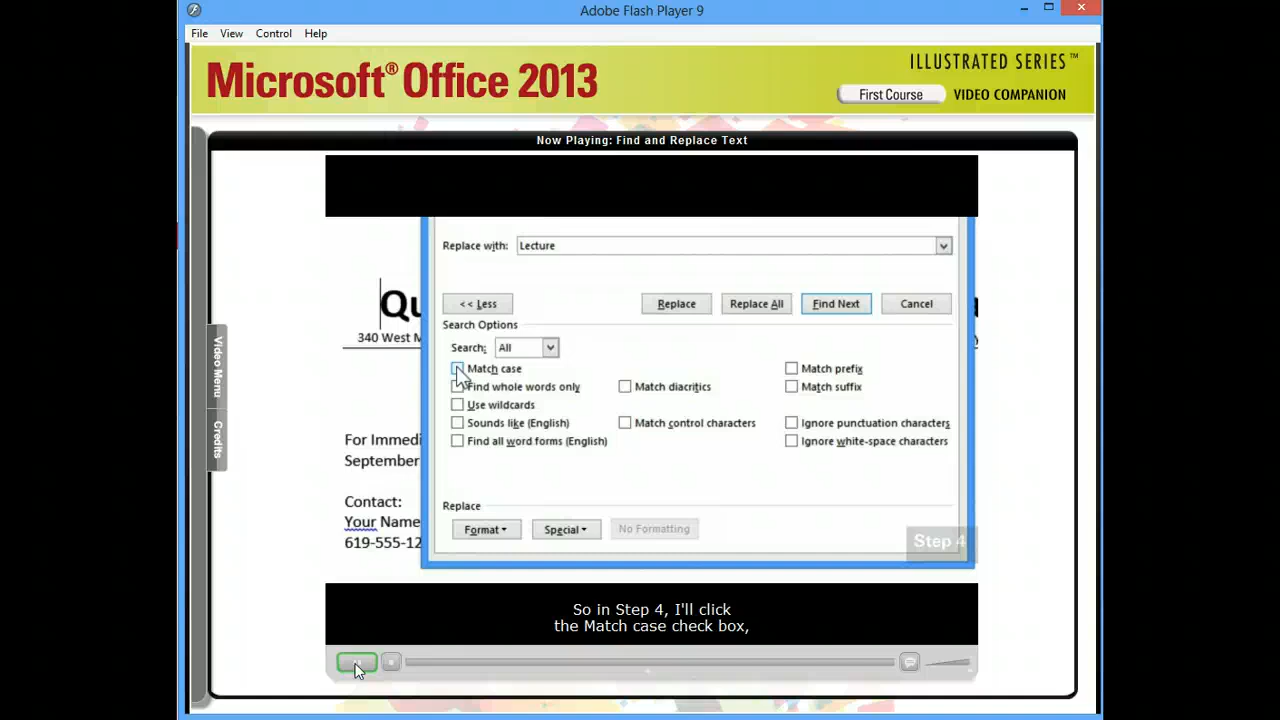 Adobe Flash Player 9
File View Control Help
Microsoft® Office 2013
ILLUSTRATED SERIES™
First Course VIDEO COMPANION
Now Playing: Find and Replace Text
Replace with: Lecture
<< Less Replace Replace All Find Next Cancel
Search Options
Search: All
Match case Match prefix
Find whole words only Match diacritics Match suffix
Use wildcards
Sounds like (English) Match control characters Ignore punctuation characters
Find all word forms (English) Ignore white-space characters
Replace
Format Special No Formatting
Step 4
Qu
340 West M
For Immedi
September
Contact:
Your Name
619-555-12
Video Menu
Credits
So in Step 4, I'll click
the Match case check box,